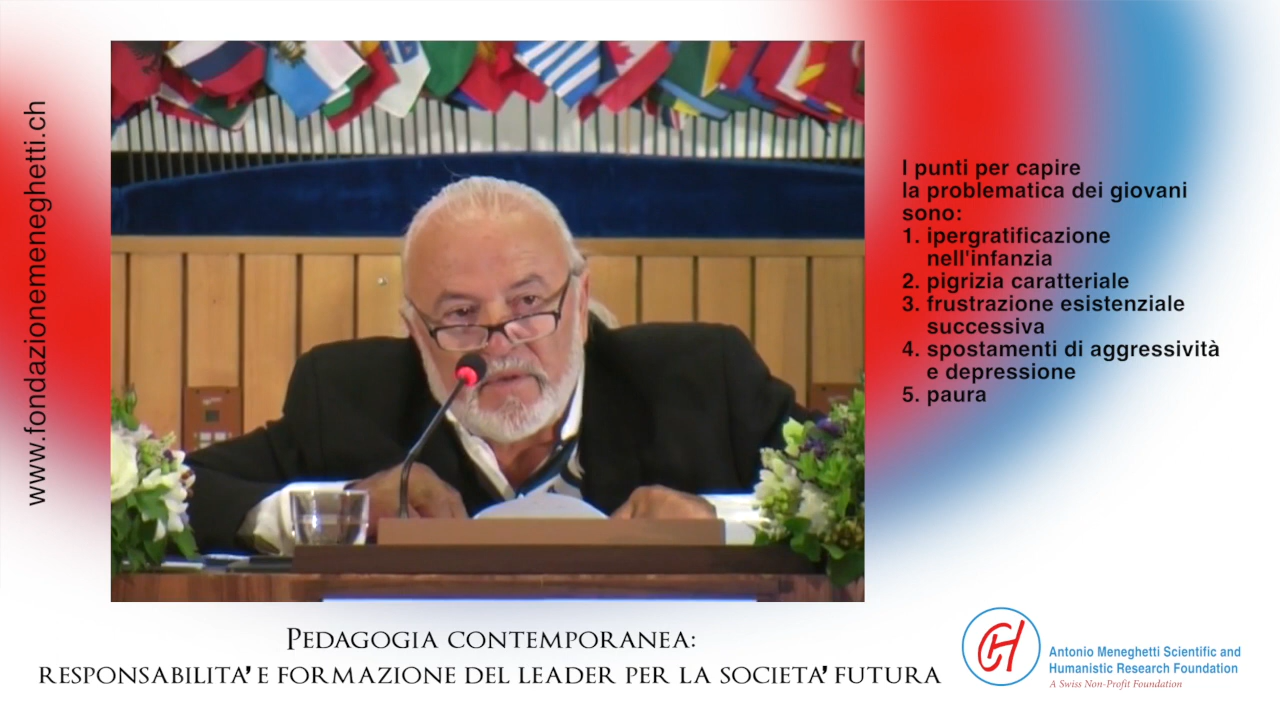 www.fondazionemeneghetti.ch
I punti per capire
la problematica dei giovani
sono:
1. ipergratificazione
nell'infanzia
2. pigrizia caratteriale
3. frustrazione esistenziale
successiva
4. spostamenti di aggressività
e depressione
5. paura
Pedagogia contemporanea:
responsabilita' e formazione del leader per la societa' futura
Antonio Meneghetti Scientific and
Humanistic Research Foundation
A Swiss Non-Profit Foundation